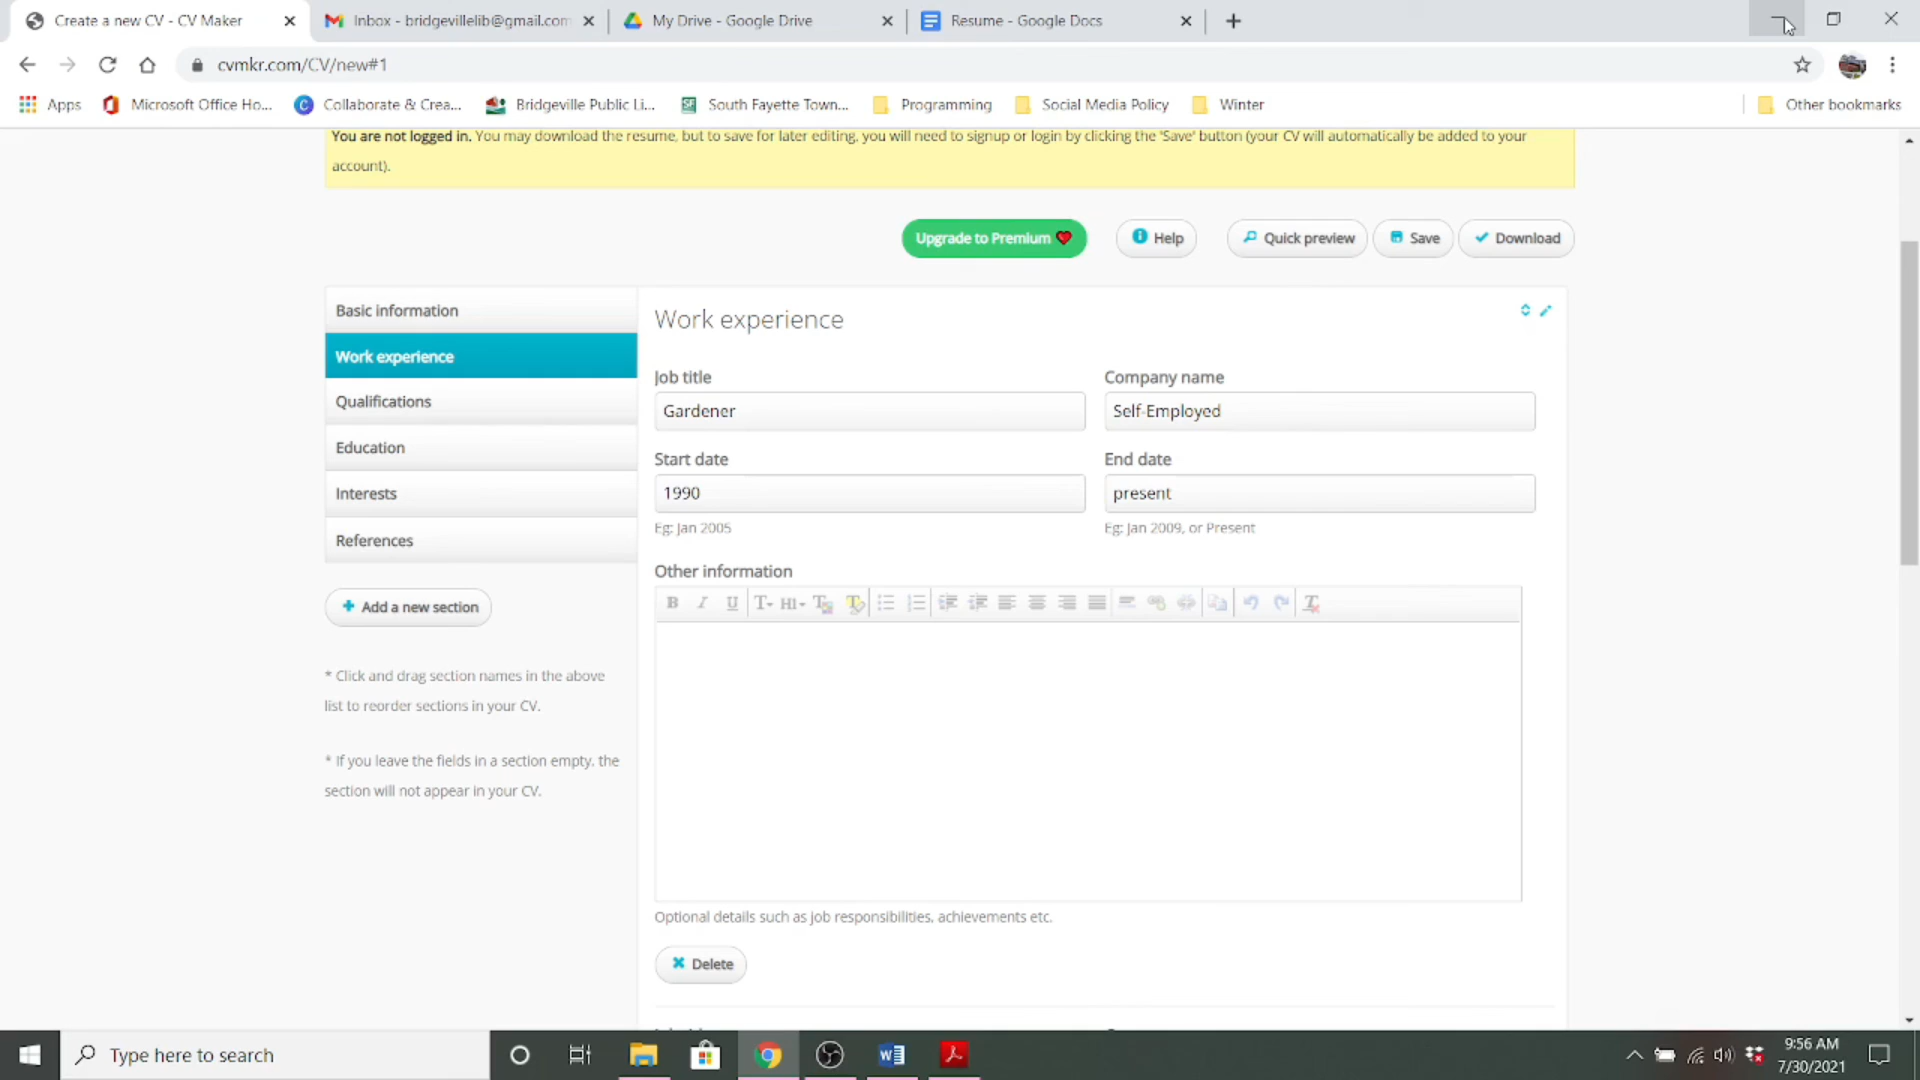 Create a new CV - CV Maker
Inbox - bridgevillelib@gmail.com
My Drive - Google Drive
Resume - Google Docs
cvmkr.com/CV/new#1
Apps
Microsoft Office Ho...
Collaborate & Crea...
Bridgeville Public Li...
South Fayette Town...
Programming
Social Media Policy
Winter
Other bookmarks
You are not logged in. You may download the resume, but to save for later editing, you will need to signup or login by clicking the 'Save' button (your CV will automatically be added to your
account).
Upgrade to Premium
Help
Quick preview
Save
Download
Basic information
Work experience
Qualifications
Education
Interests
References
Add a new section
* Click and drag section names in the above
list to reorder sections in your CV.
* If you leave the fields in a section empty. the
section will not appear in your CV.
Work experience
Job title
Company name
Gardener
Self-Employed
Start date
End date
1990
present
Eg: Jan 2005
Eg: Jan 2009, or Present
Other information
Optional details such as job responsibilities, achievements etc.
Delete
Type here to search
9:56 AM
7/30/2021